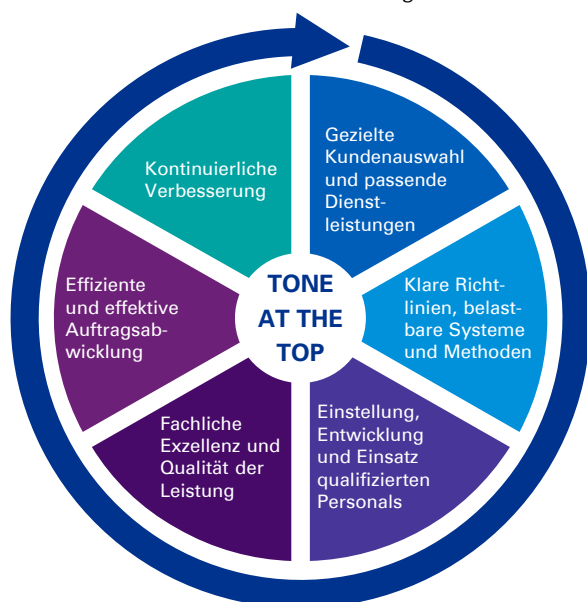 Gezielte
Kundenauswahl
und passende
Dienst-
leistungen
Klare Richt-
linien, belast-
bare Systeme
und Methoden
Einstellung,
Entwicklung
und Einsatz
qualifizierten
Personals
Fachliche
Exzellenz und
Qualität der
Leistung
Effiziente
und effektive
Auftragsab-
wicklung
Kontinuierliche
Verbesserung
TONE
AT THE
TOP